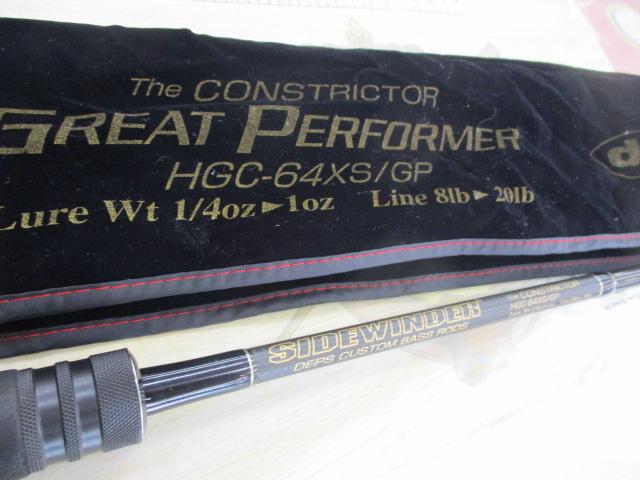 The CONSTRICTOR
GREAT PERFORMER
HGC-64XS/GP
Lure Wt 1/4oz►1oz Line 8lb►20lb
d
SIDEWINDER
DEPS CUSTOM BASS RODS
The CONSTRICTOR
HGC-64XS/GP